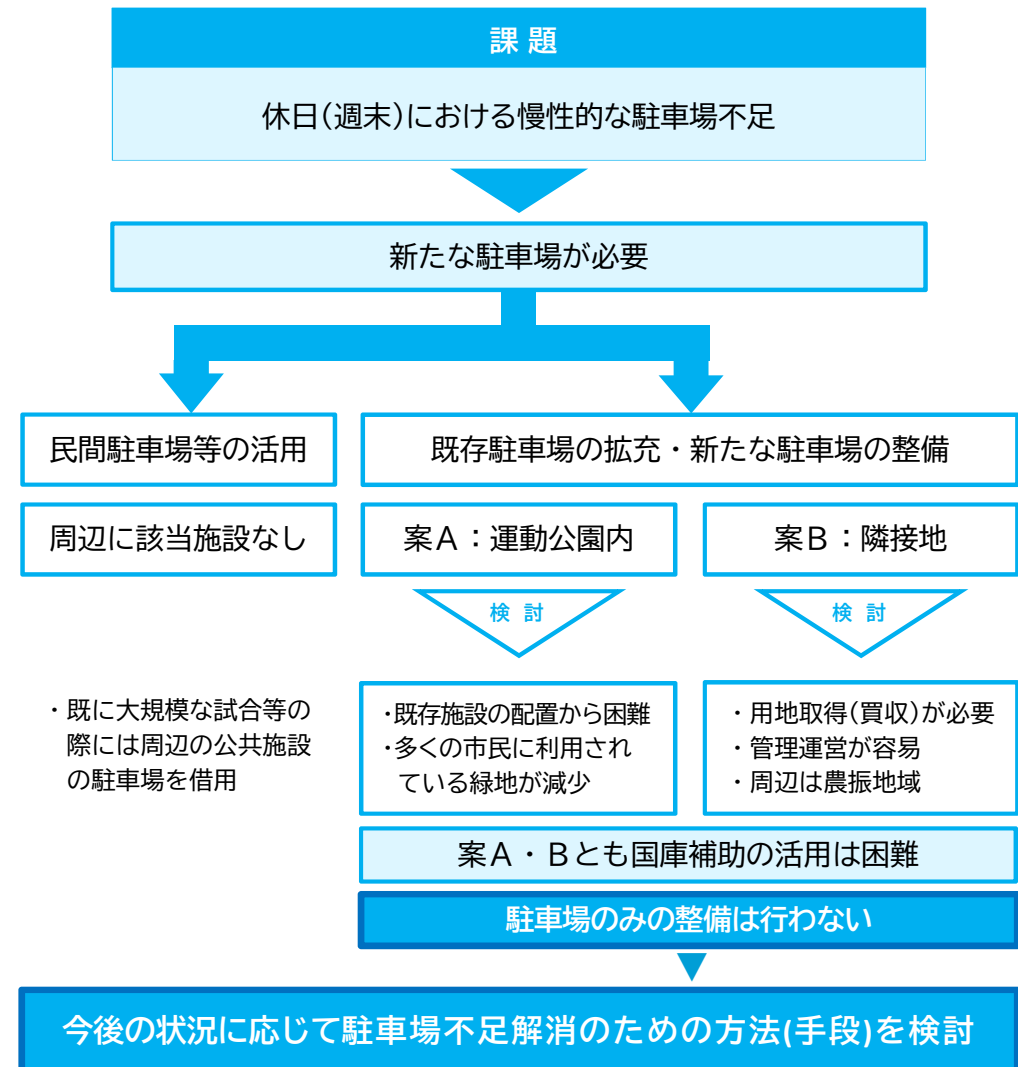 課題
休日(週末)における慢性的な駐車場不足
新たな駐車場が必要
民間駐車場等の活用
既存駐車場の拡充・新たな駐車場の整備
周辺に該当施設なし
案A：運動公園内
案B：隣接地
検討
検討
・既に大規模な試合等の
際には周辺の公共施設
の駐車場を借用
・既存施設の配置から困難
・多くの市民に利用され
ている緑地が減少
・用地取得(買収)が必要
・管理運営が容易
・周辺は農振地域
案A・Bとも国庫補助の活用は困難
駐車場のみの整備は行わない
今後の状況に応じて駐車場不足解消のための方法(手段)を検討